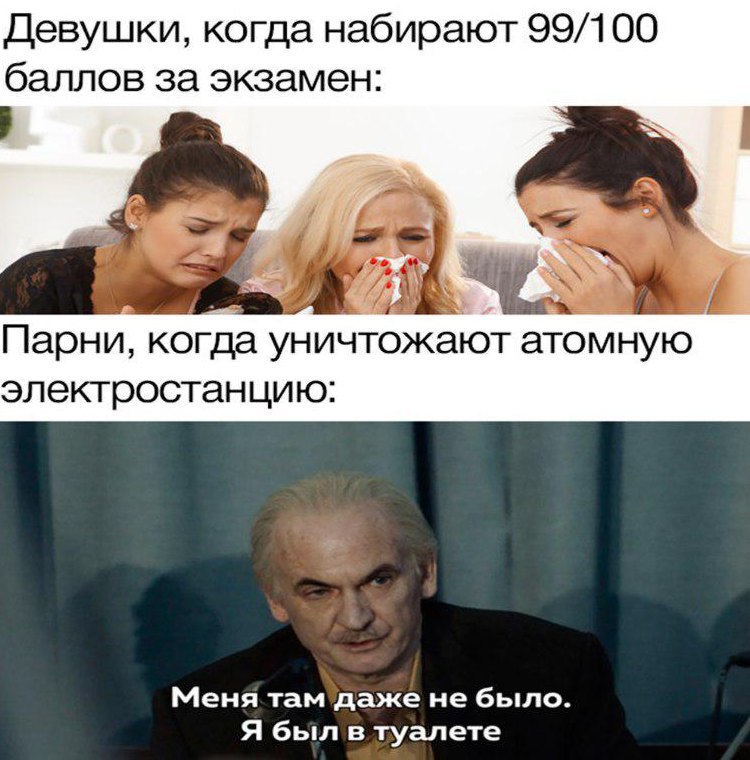 Девушки, когда набирают 99/100
баллов за экзамен:
Парни, когда уничтожают атомную
электростанцию:
Меня там даже не было.
Я был в туалете